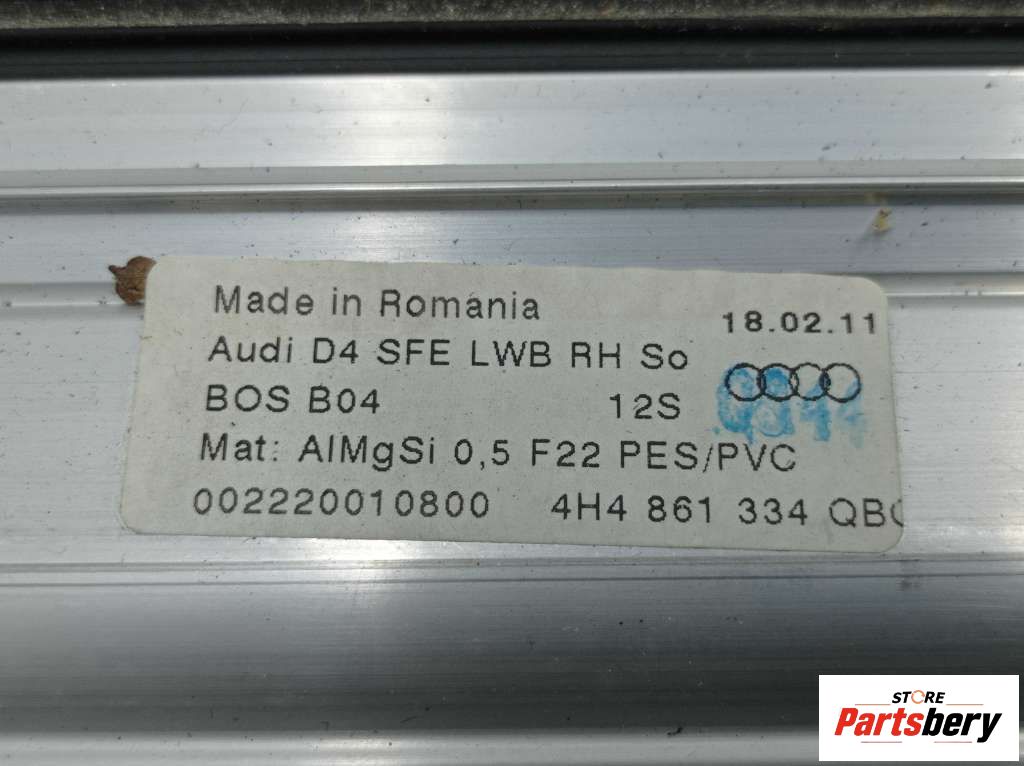 Made in Romania
18.02.11
Audi D4 SFE LWB RH So
BOS B04 12S
Mat: AlMgSi 0,5 F22 PES/PVC
002220010800 4H4 861 334
STORE
Partsbery